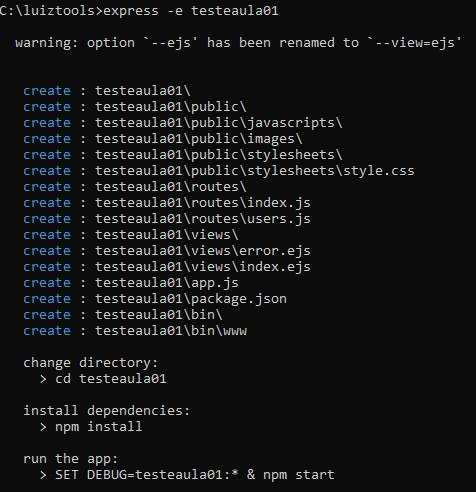 C:\luiztools>express -e testeaula01
warning: option `--ejs' has been renamed to `--view=ejs'
create : testeaula01\
create : testeaula01\public\
create : testeaula01\public\javascripts\
create : testeaula01\public\images\
create : testeaula01\public\stylesheets\
create : testeaula01\public\stylesheets\style.css
create : testeaula01\routes\
create : testeaula01\routes\index.js
create : testeaula01\routes\users.js
create : testeaula01\views\
create : testeaula01\views\error.ejs
create : testeaula01\views\index.ejs
create : testeaula01\app.js
create : testeaula01\package.json
create : testeaula01\bin\
create : testeaula01\bin\www
change directory:
> cd testeaula01
install dependencies:
> npm install
run the app:
> SET DEBUG=testeaula01:* & npm start